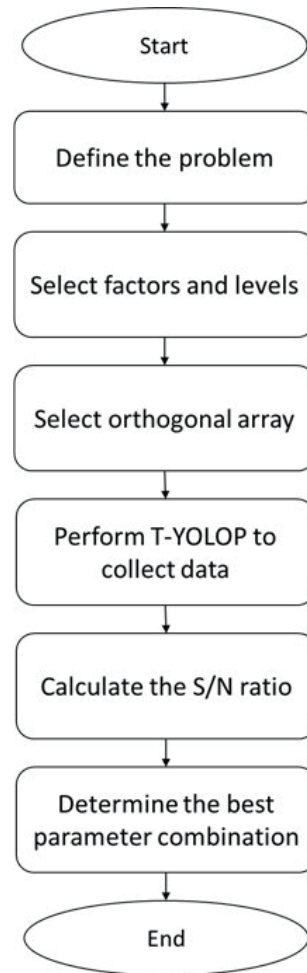 Start
Define the problem
Select factors and levels
Select orthogonal array
Perform T-YOLOP to
collect data
Calculate the S/N ratio
Determine the best
parameter combination
End